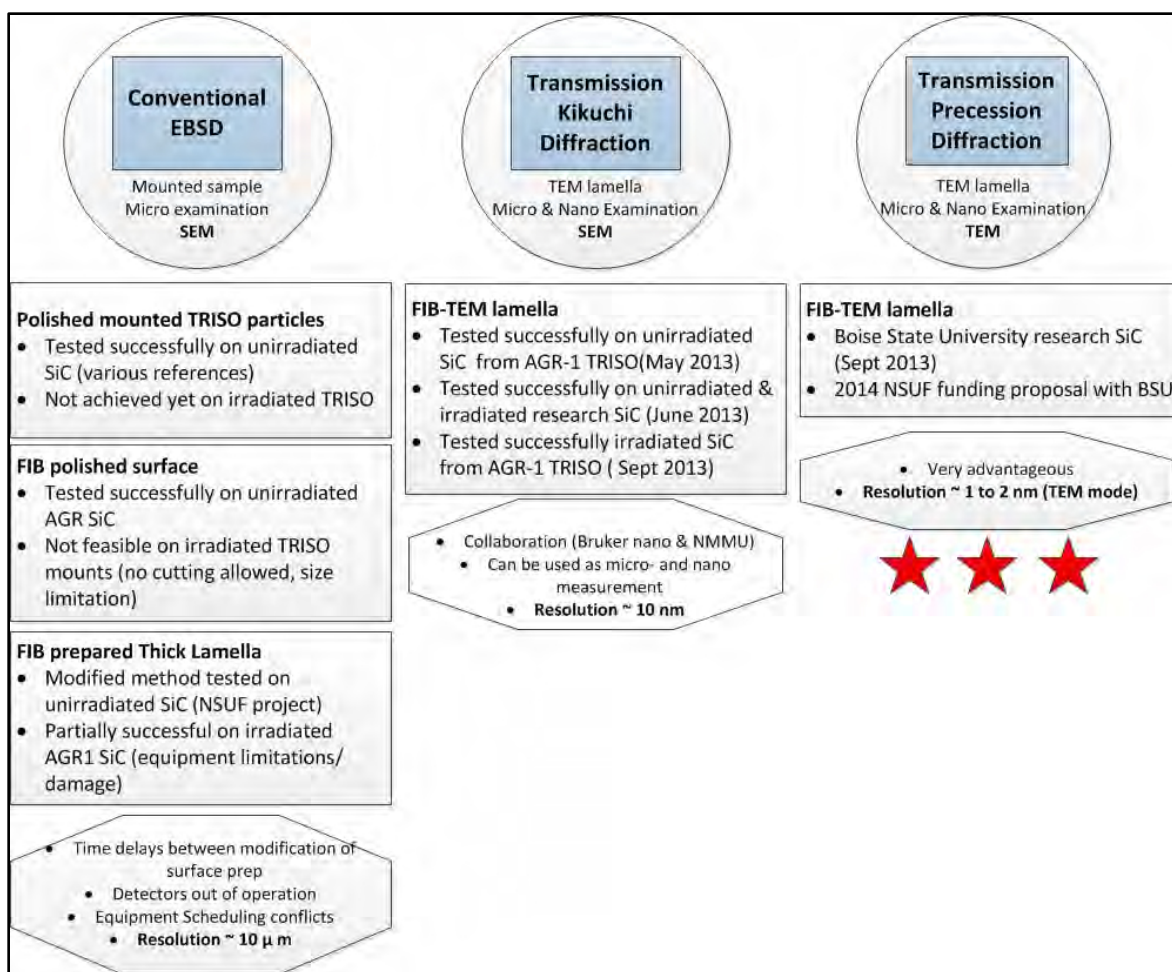 Conventional
EBSD
Mounted sample
Micro examination
SEM
Polished mounted TRISO particles
• Tested successfully on unirradiated
SiC (various references)
• Not achieved yet on irradiated TRISO
FIB polished surface
• Tested successfully on unirradiated
AGR SiC
• Not feasible on irradiated TRISO
mounts (no cutting allowed, size
limitation)
FIB prepared Thick Lamella
• Modified method tested on
unirradiated SiC (NSUF project)
• Partially successful on irradiated
AGR1 SiC (equipment limitations/
damage)
• Time delays between modification of
surface prep
• Detectors out of operation
• Equipment Scheduling conflicts
• Resolution ~ 10 μ m
Transmission
Kikuchi
Diffraction
TEM lamella
Micro & Nano Examination
SEM
FIB-TEM lamella
• Tested successfully on unirradiated
SiC from AGR-1 TRISO(May 2013)
• Tested successfully on unirradiated &
irradiated research SiC (June 2013)
• Tested successfully irradiated SiC
from AGR-1 TRISO ( Sept 2013)
• Collaboration (Bruker nano & NMMU)
• Can be used as micro- and nano
measurement
• Resolution ~ 10 nm
Transmission
Precession
Diffraction
TEM lamella
Micro & Nano Examination
TEM
FIB-TEM lamella
• Boise State University research SiC
(Sept 2013)
• 2014 NSUF funding proposal with BSU
• Very advantageous
• Resolution ~ 1 to 2 nm (TEM mode)